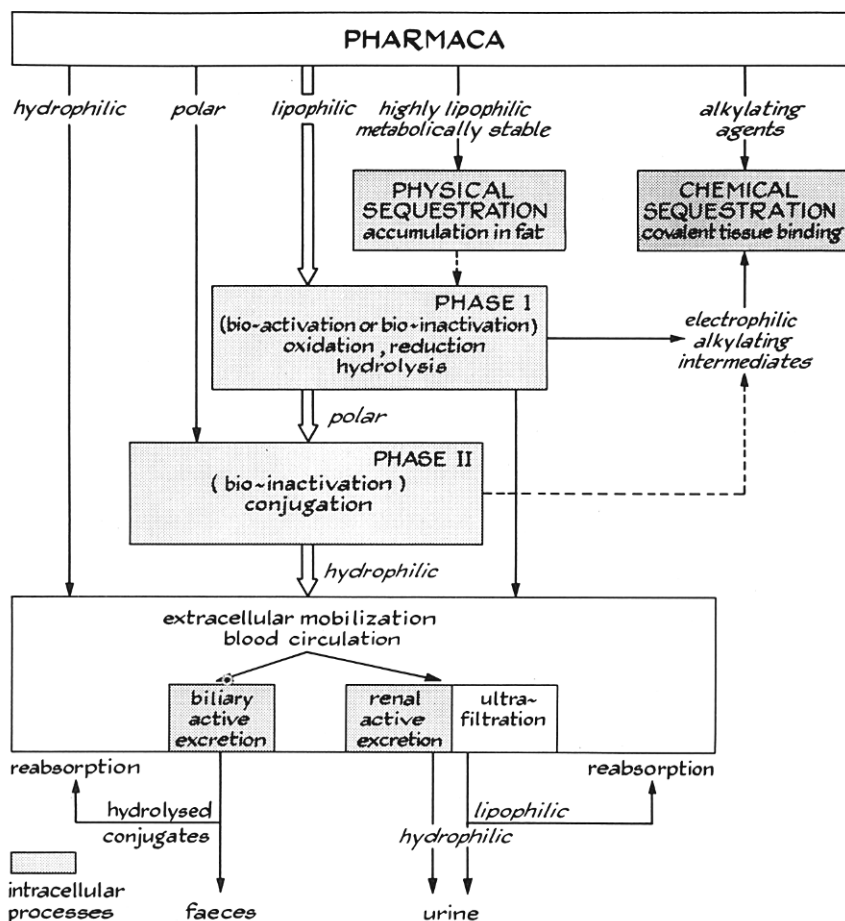 PHARMACA
hydrophilic
polar
lipophilic
highly lipophilic
metabolically stable
alkylating
agents
PHYSICAL
SEQUESTRATION
accumulation in fat
CHEMICAL
SEQUESTRATION
covalent tissue binding
PHASE I
(bio-activation or bio-inactivation)
oxidation, reduction
hydrolysis
electrophilic
alkylating
intermediates
polar
PHASE II
(bio-inactivation)
conjugation
hydrophilic
extracellular mobilization
blood circulation
biliary
active
excretion
renal
active
excretion
ultra-
filtration
reabsorption
reabsorption
hydrolysed
conjugates
lipophilic
hydrophilic
intracellular
processes
faeces
urine